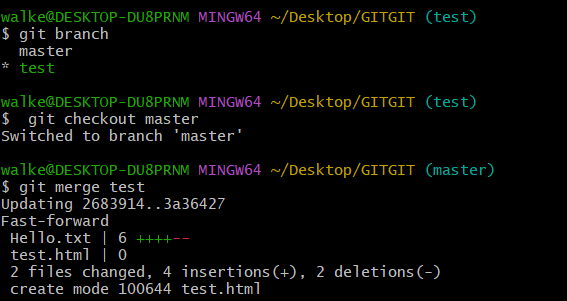 walke@DESKTOP-DU8PRNM MINGW64 ~/Desktop/GITGIT (test)
$ git branch
  master
* test

walke@DESKTOP-DU8PRNM MINGW64 ~/Desktop/GITGIT (test)
$  git checkout master
Switched to branch 'master'

walke@DESKTOP-DU8PRNM MINGW64 ~/Desktop/GITGIT (master)
$ git merge test
Updating 2683914..3a36427
Fast-forward
 Hello.txt | 6 ++++--
 test.html | 0
 2 files changed, 4 insertions(+), 2 deletions(-)
 create mode 100644 test.html